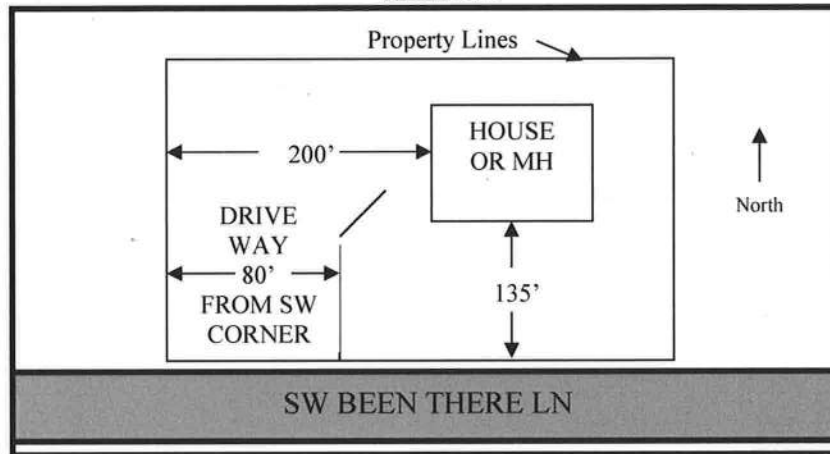 Property Lines
HOUSE
OR MH
200'
North
DRIVE
WAY
80'
FROM SW
CORNER
135'
SW BEEN THERE LN